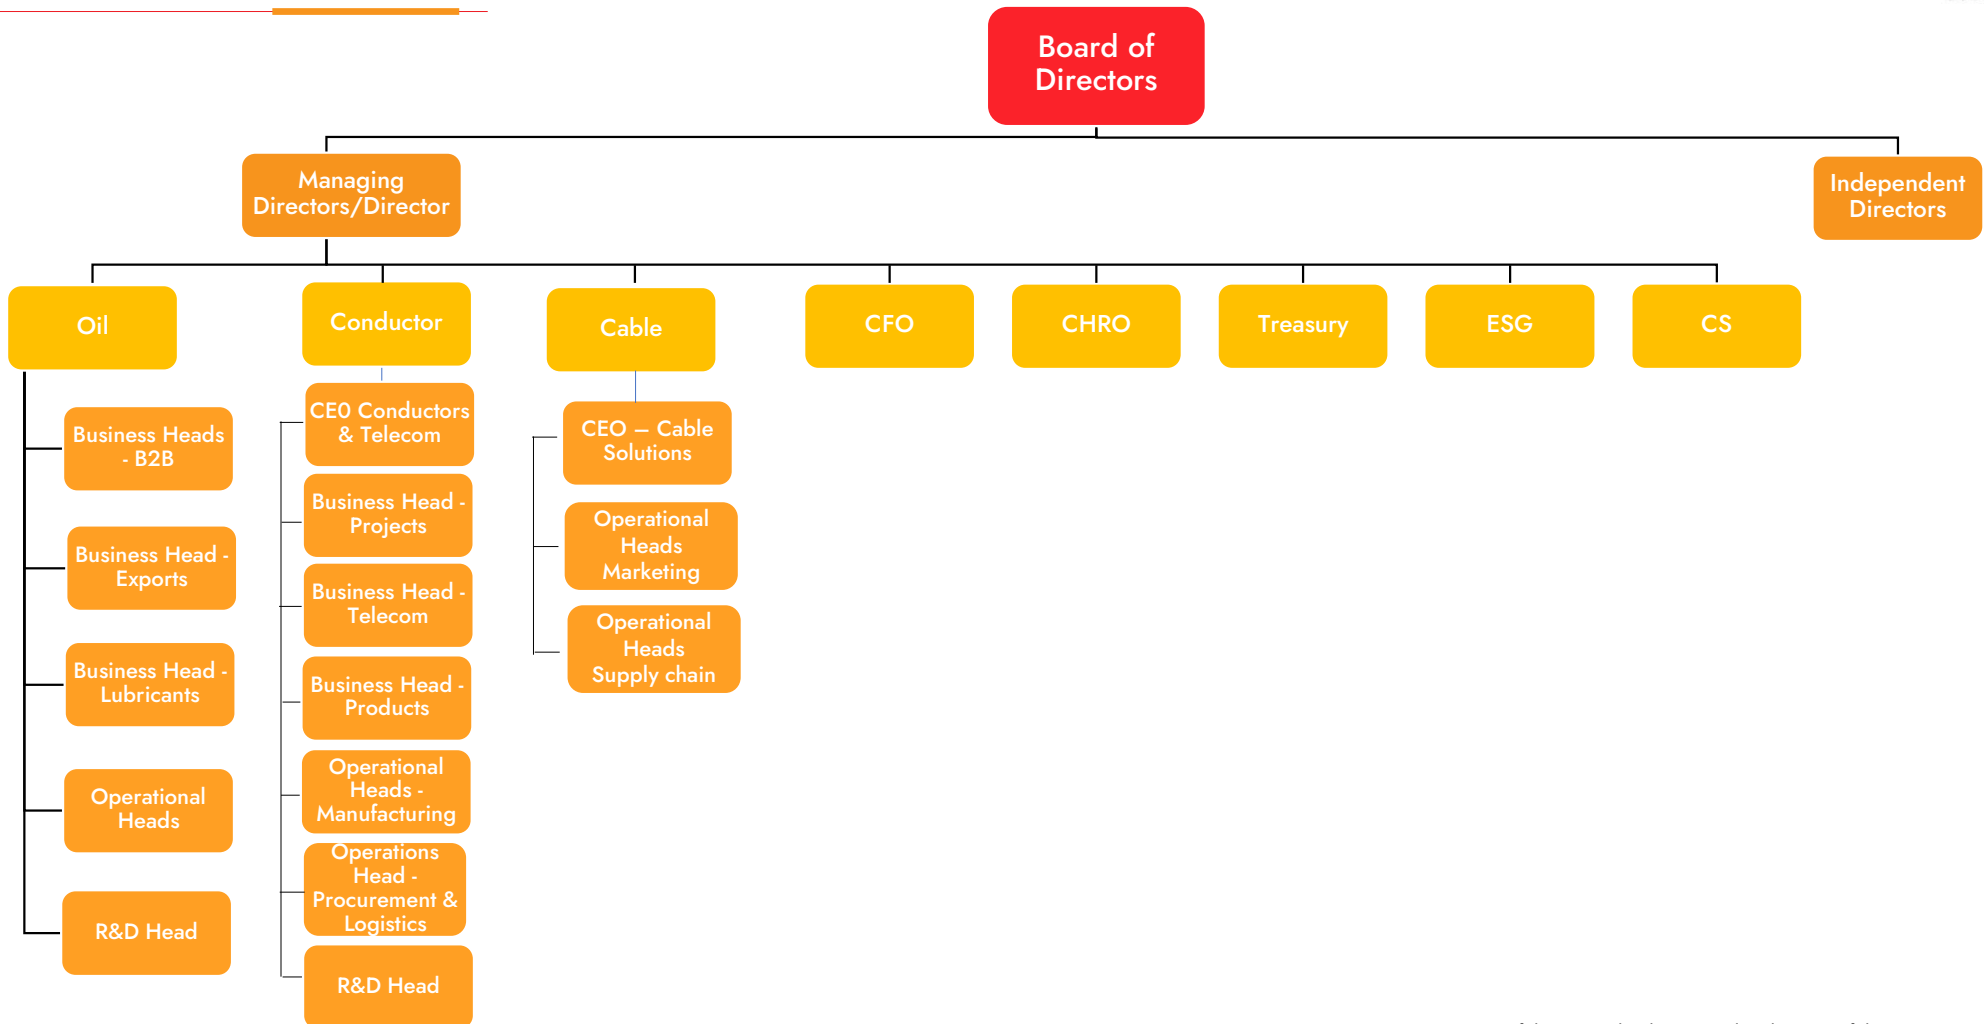 Board of
Directors
Managing
Directors/Director
Independent
Directors
Oil
Conductor
Cable
CFO
CHRO
Treasury
ESG
CS
Business Heads
- B2B
Business Head -
Exports
Business Head -
Lubricants
Operational
Heads
R&D Head
CE0 Conductors
& Telecom
Business Head -
Projects
Business Head -
Telecom
Business Head -
Products
Operational
Heads -
Manufacturing
Operations
Head -
Procurement &
Logistics
R&D Head
CEO – Cable
Solutions
Operational
Heads
Marketing
Operational
Heads
Supply chain